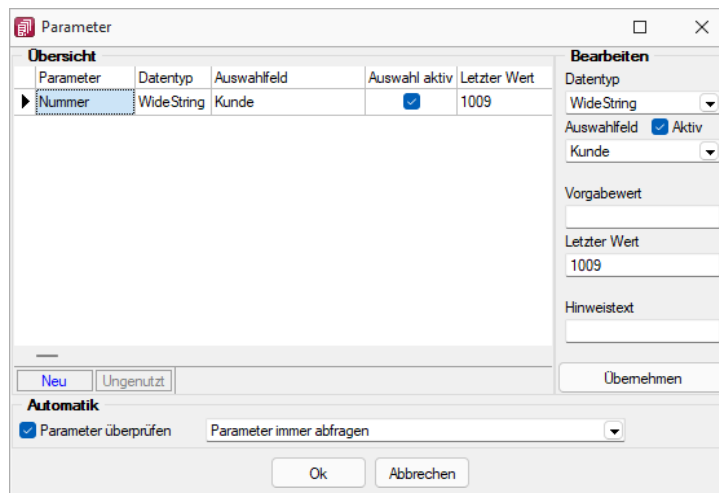 Parameter
Übersicht
Parameter Datentyp Auswahlfeld Auswahl aktiv Letzter Wert
Nummer WideString Kunde 1009
Neu Ungenutzt
Bearbeiten
Datentyp
WideString
Auswahlfeld Aktiv
Kunde
Vorgabewert
Letzter Wert
1009
Hinweistext
Übernehmen
Automatik
Parameter überprüfen Parameter immer abfragen
Ok Abbrechen